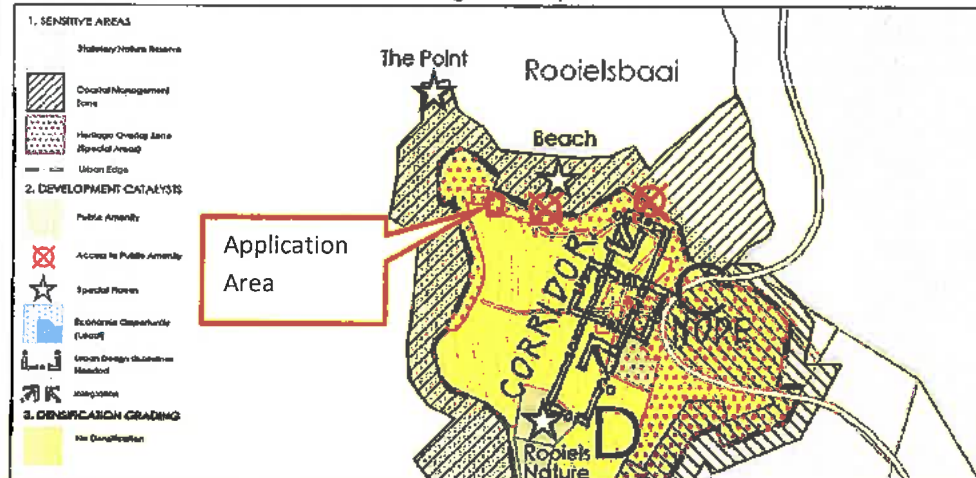 1. SENSITIVE AREAS
Statutory Nature Reserve
Coastal Management
Zone
Heritage Overlay Zone
(Special Areas)
Urban Edge
2. DEVELOPMENT CATALYSTS
Public Amenity
Access to Public Amenity
Special Places
Economic Opportunity
(Local)
Urban Design Guidelines
Needed
Integration
3. DENSIFICATION GRADING
No Densification
The Point
Rooielsbaai
Beach
Application
Area
CORRIDOR
NODE
D
Rooiels
Nature